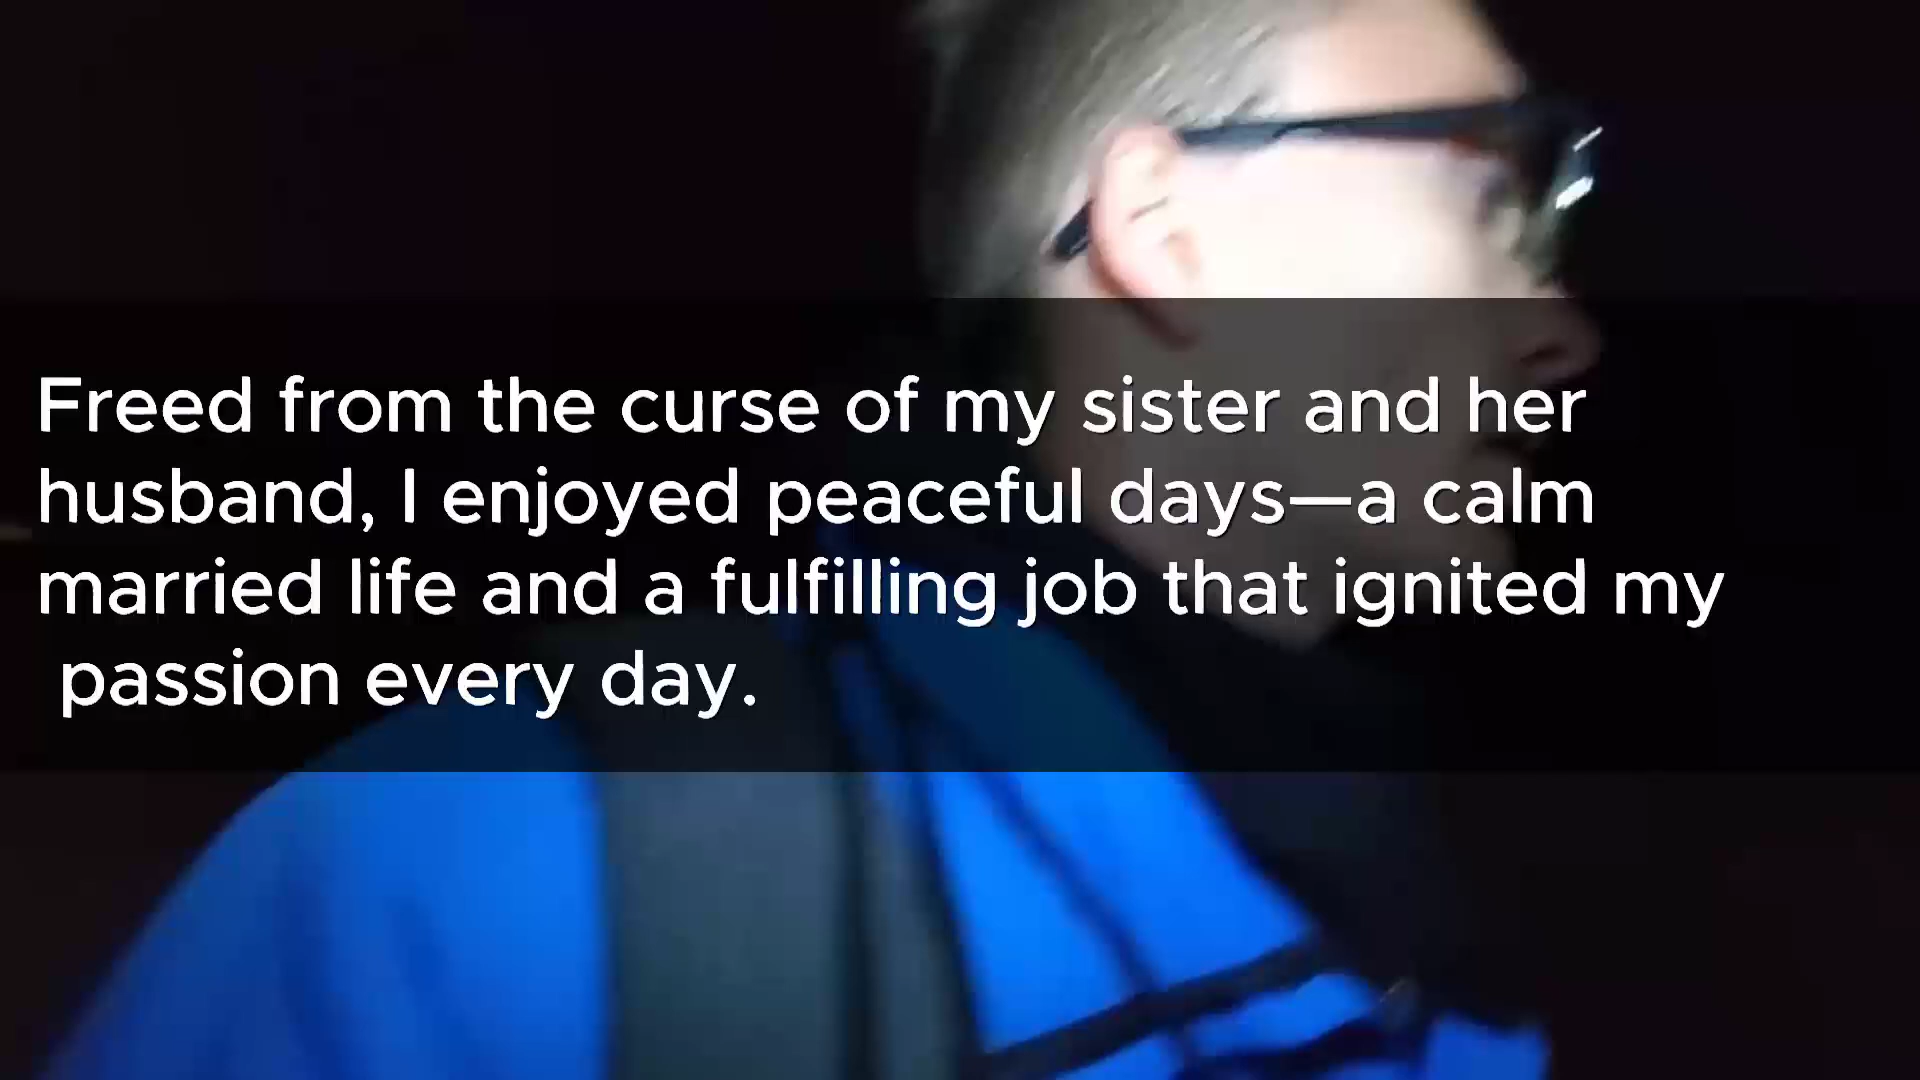 Freed from the curse of my sister and her
husband, I enjoyed peaceful days—a calm
married life and a fulfilling job that ignited my
passion every day.